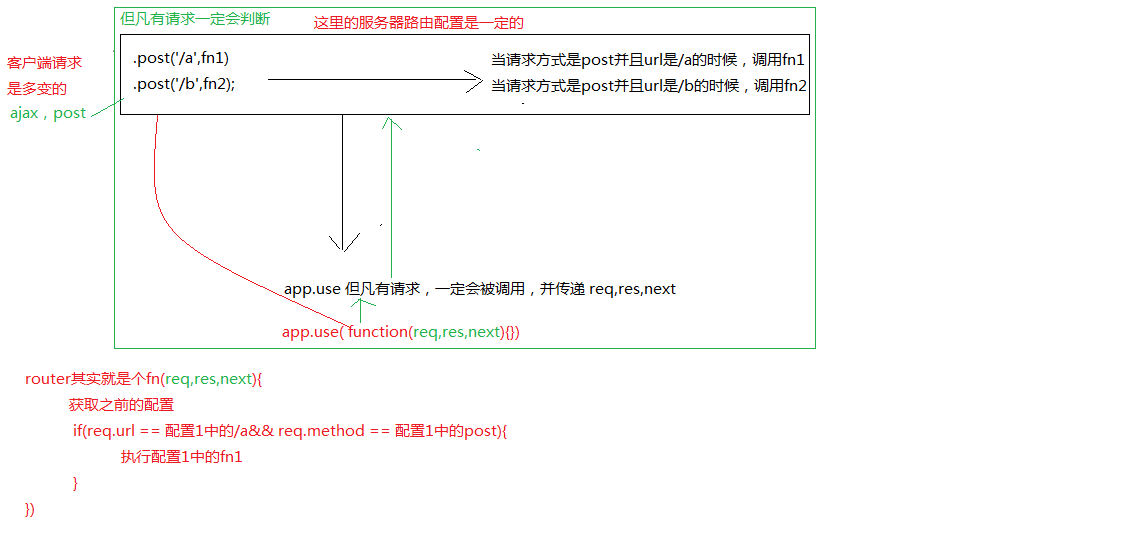 但凡有请求一定会判断
这里的服务器路由配置是一定的
客户端请求
是多变的
ajax，post
.post('/a',fn1)
.post('/b',fn2);
当请求方式是post并且url是/a的时候，调用fn1
当请求方式是post并且url是/b的时候，调用fn2
app.use 但凡有请求，一定会被调用，并传递 req,res,next
app.use( function(req,res,next){})
router其实就是个fn(req,res,next){
获取之前的配置
if(req.url == 配置1中的/a&& req.method == 配置1中的post){
执行配置1中的fn1
}
})